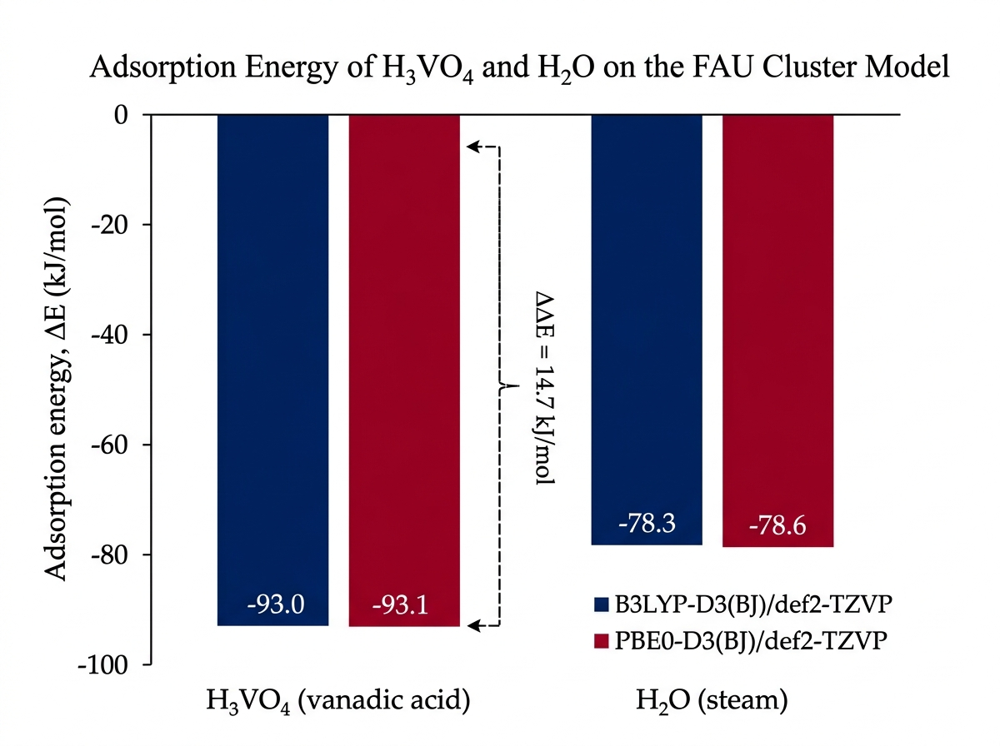 Adsorption Energy of H₃VO₄ and H₂O on the FAU Cluster Model
Adsorption energy, ΔE (kJ/mol)
0
-20
-40
-60
-80
-100
-93.0
-93.1
ΔΔE = 14.7 kJ/mol
-78.3
-78.6
B3LYP-D3(BJ)/def2-TZVP
PBE0-D3(BJ)/def2-TZVP
H₃VO₄ (vanadic acid)
H₂O (steam)